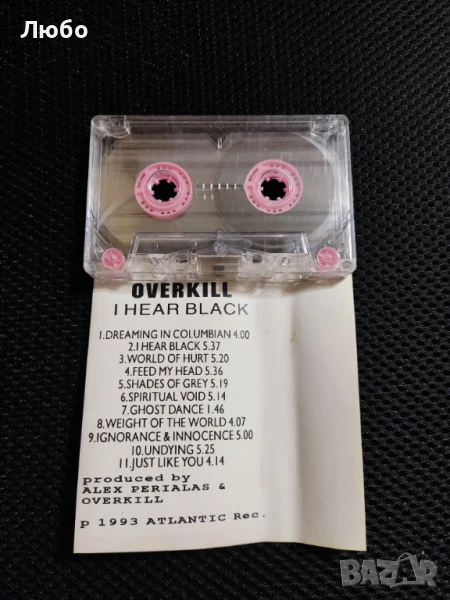 Любо
OVERKILL
I HEAR BLACK
1.DREAMING IN COLUMBIAN 4.00
2.I HEAR BLACK 5.37
3.WORLD OF HURT 5.20
4.FEED MY HEAD 5.36
5.SHADES OF GREY 5.19
6.SPIRITUAL VOID 5.14
7.GHOST DANCE 1.46
8.WEIGHT OF THE WORLD 4.07
9.IGNORANCE & INNOCENCE 5.00
10.UNDYING 5.25
11.JUST LIKE YOU 4.14
produced by
ALEX PERIALAS &
OVERKILL
p 1993 ATLANTIC Rec.
BAZAR